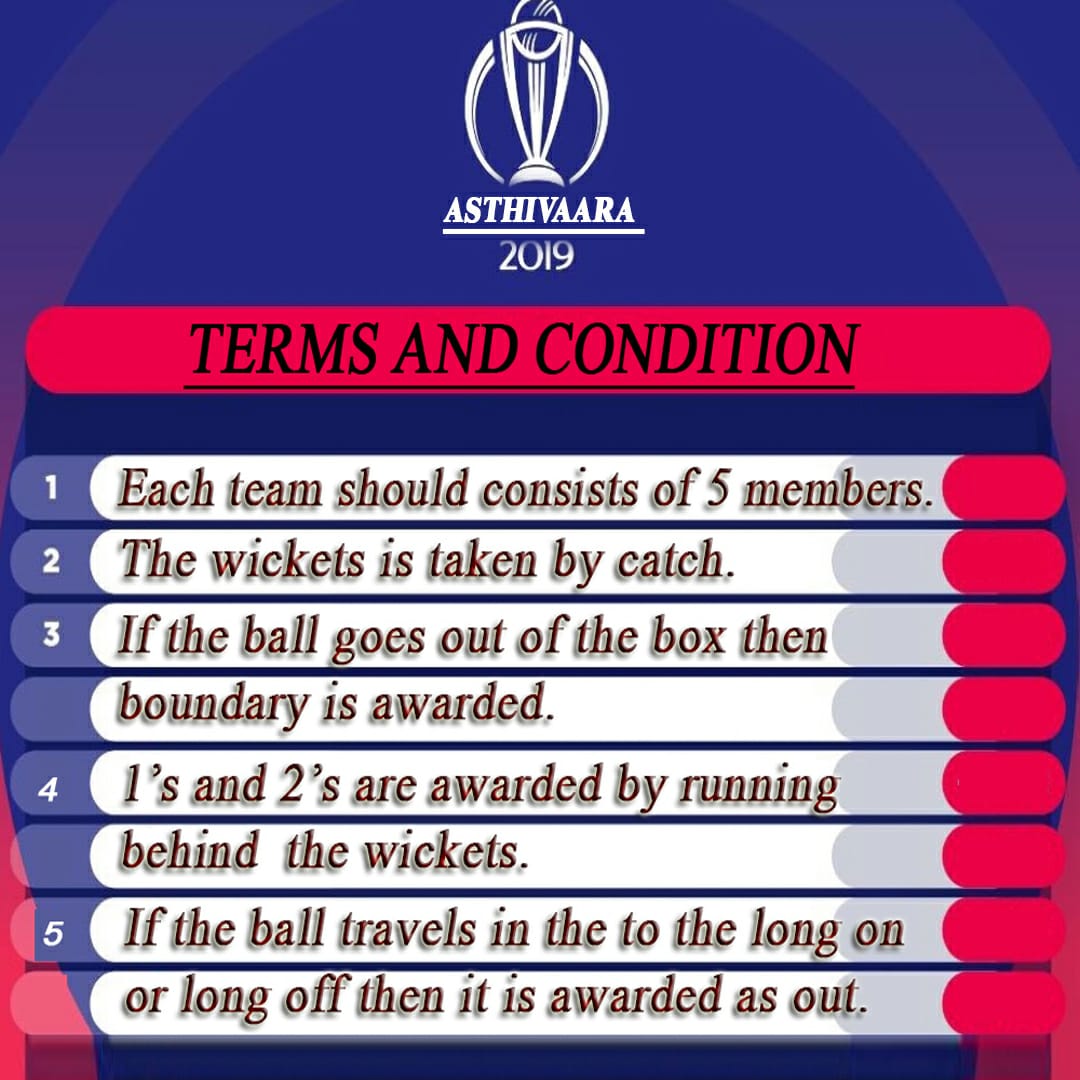 ASTHIVAARA
2019
TERMS AND CONDITION
1 Each team should consists of 5 members.
2 The wickets is taken by catch.
3 If the ball goes out of the box then
boundary is awarded.
4 1’s and 2’s are awarded by running
behind the wickets.
5 If the ball travels in the to the long on
or long off then it is awarded as out.